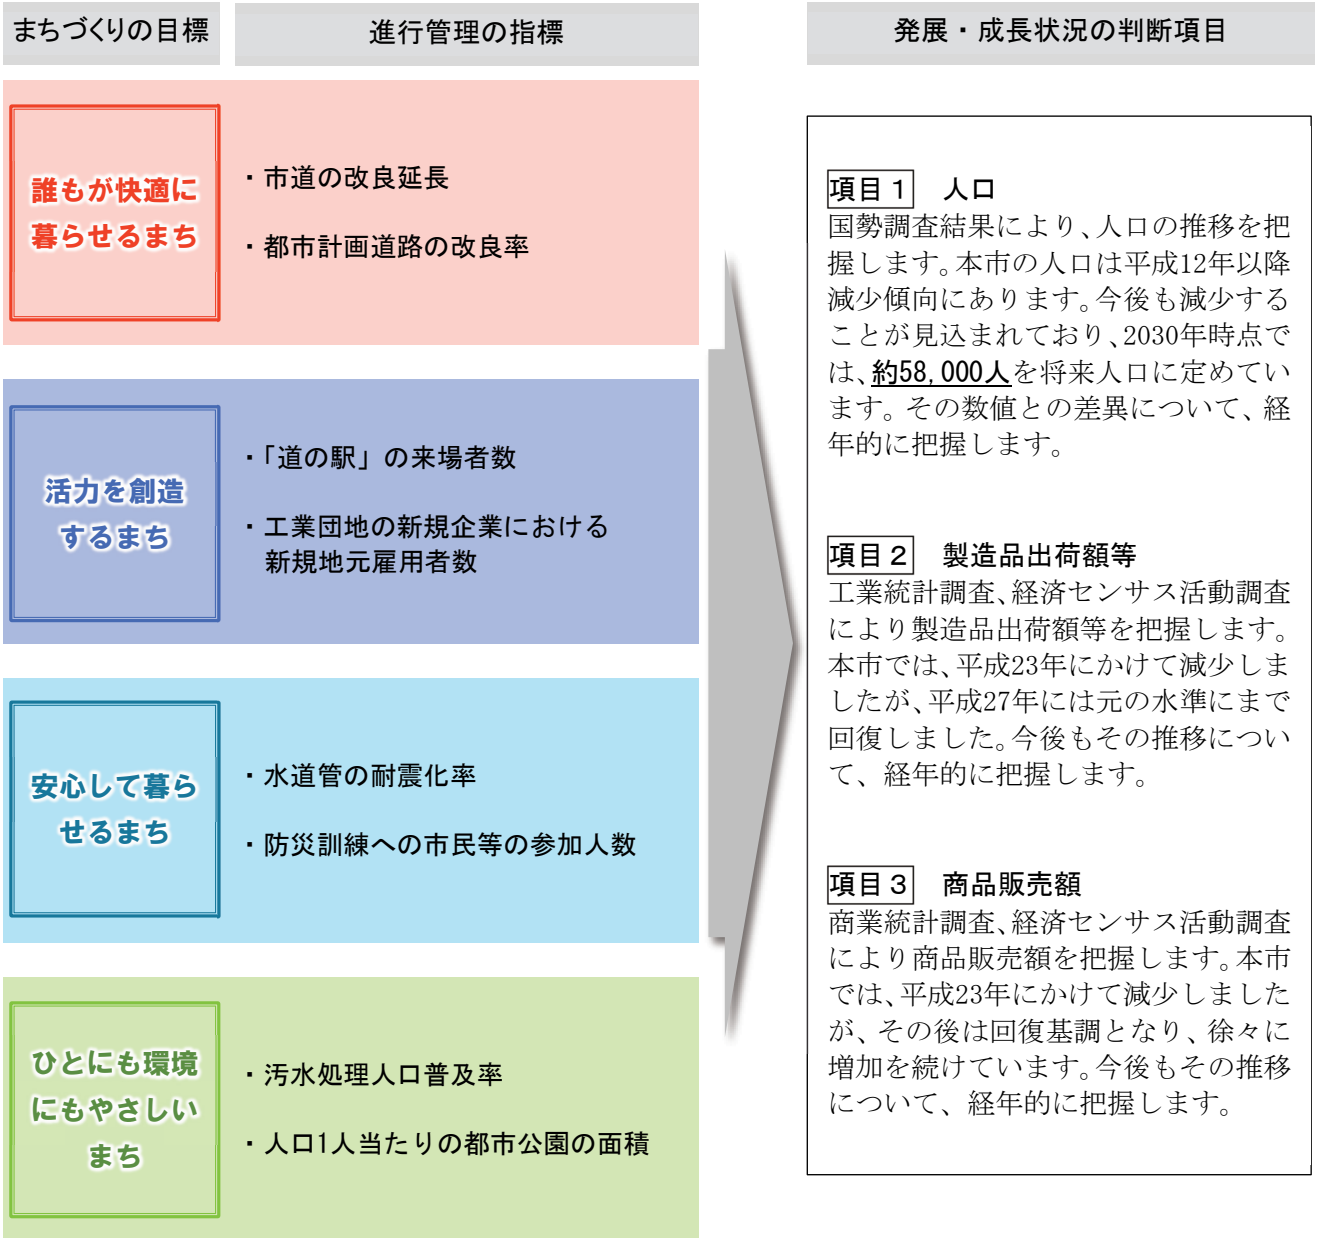 まちづくりの目標
進行管理の指標
発展・成長状況の判断項目
誰もが快適に
暮らせるまち
・市道の改良延長
・都市計画道路の改良率
活力を創造
するまち
・「道の駅」の来場者数
・工業団地の新規企業における
新規地元雇用者数
安心して暮ら
せるまち
・水道管の耐震化率
・防災訓練への市民等の参加人数
ひとにも環境
にもやさしい
まち
・汚水処理人口普及率
・人口1人当たりの都市公園の面積
項目１　人口
国勢調査結果により、人口の推移を把
握します。本市の人口は平成12年以降
減少傾向にあります。今後も減少する
ことが見込まれており、2030年時点で
は、約58,000人を将来人口に定めてい
ます。その数値との差異について、経
年的に把握します。
項目２　製造品出荷額等
工業統計調査、経済センサス活動調査
により製造品出荷額等を把握します。
本市では、平成23年にかけて減少しま
したが、平成27年には元の水準にまで
回復しました。今後もその推移につい
て、経年的に把握します。
項目３　商品販売額
商業統計調査、経済センサス活動調査
により商品販売額を把握します。本市
では、平成23年にかけて減少しました
が、その後は回復基調となり、徐々に
増加を続けています。今後もその推移
について、経年的に把握します。